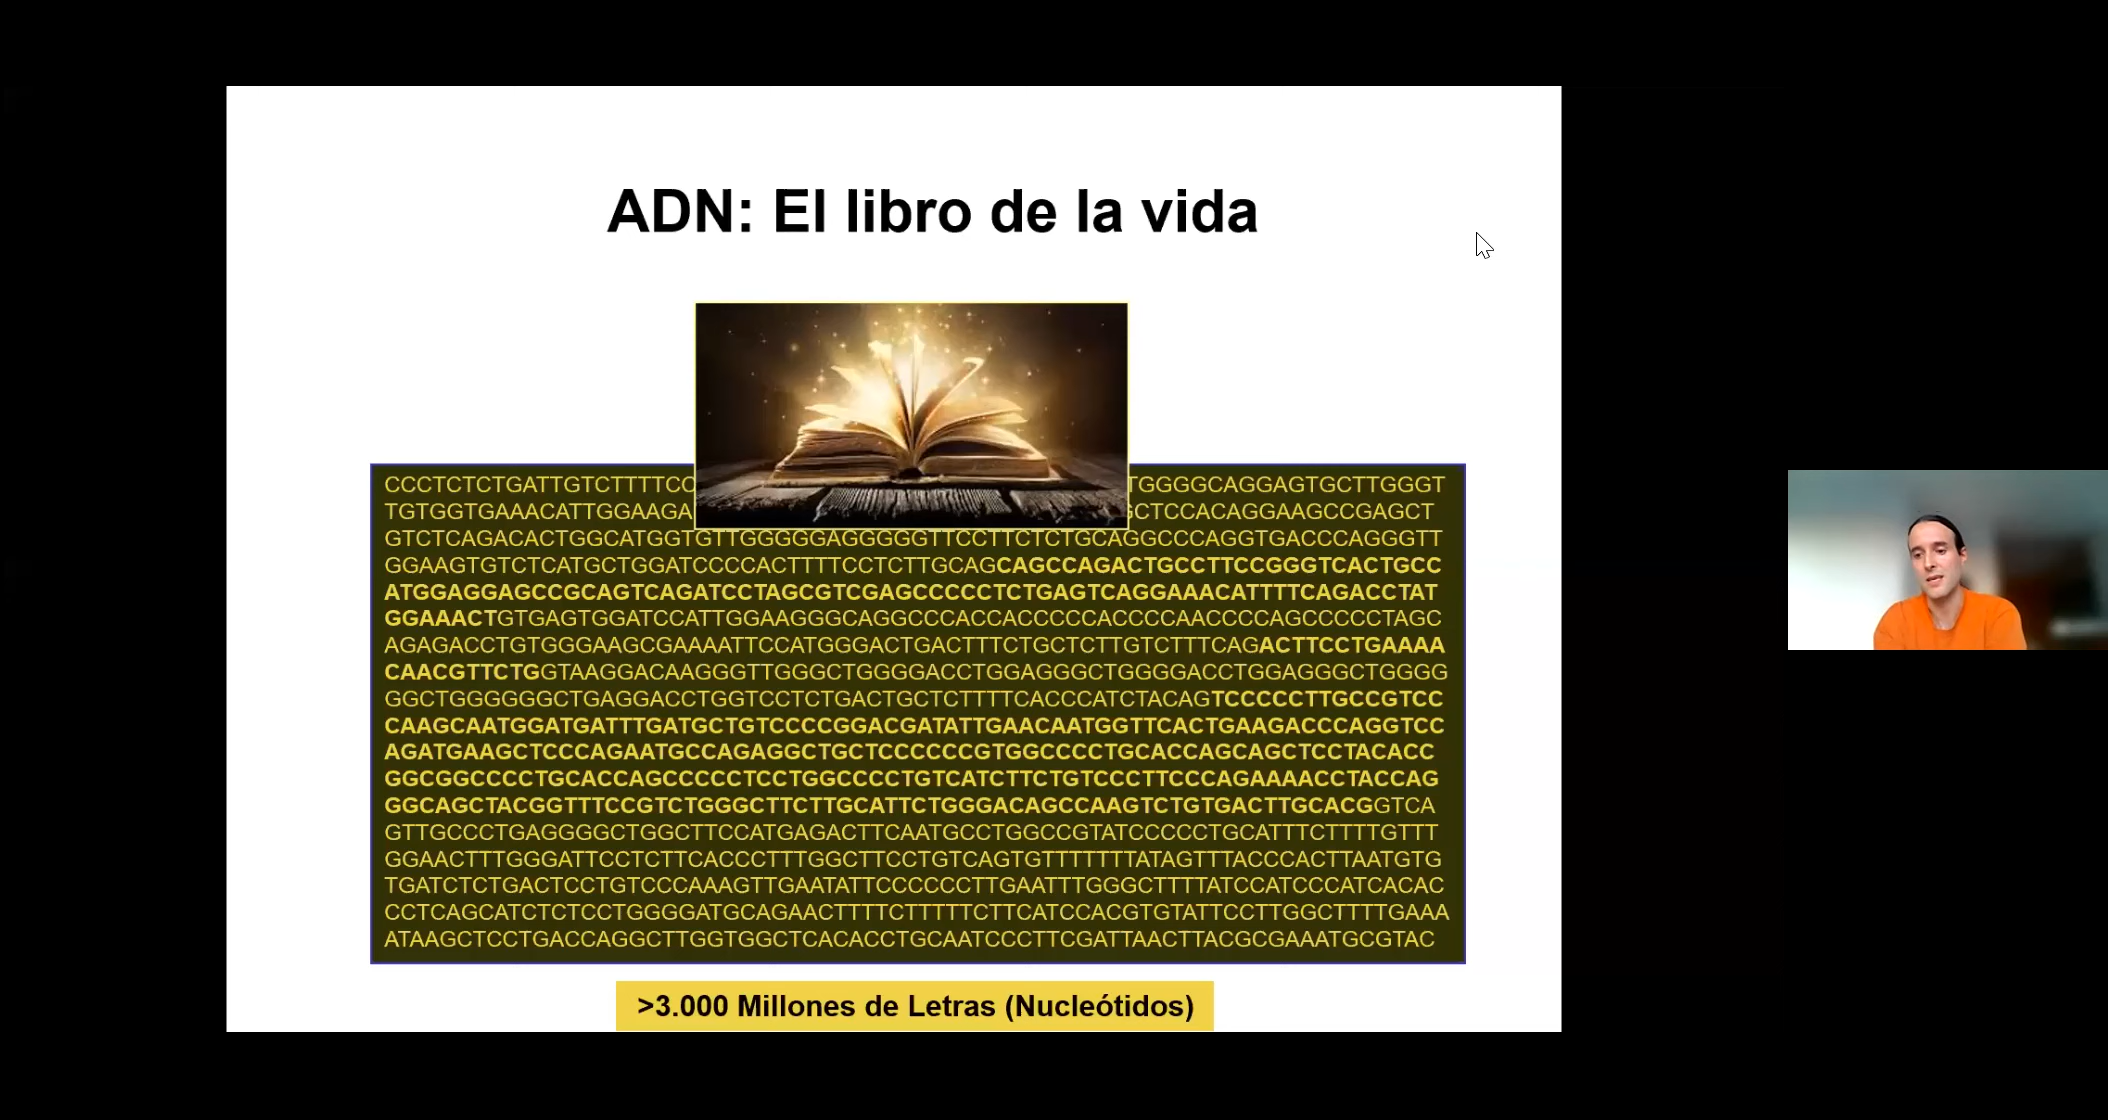 ADN: El libro de la vida
CCCTCTCTGATTGTCTTTTCC TGGGGCAGGAGTGCTTGGGT
TGTGGTGAAACATTGGAAGA GCTCCACAGGAAGCCGAGCT
GTCTCAGACACTGGCATGGTGTTGGGGGAGGGGGTTCCTTCTCTGCAGGCCCAGGTGACCCAGGGTT
GGAAGTGTCTCATGCTGGATCCCCACTTTTCCTCTTGCAGCAGCCAGACTGCCTTCCGGGTCACTGCC
ATGGAGGAGCCGCAGTCAGATCCTAGCGTCGAGCCCCCTCTGAGTCAGGAAACATTTTCAGACCTAT
GGAAACTGTGAGTGGATCCATTGGAAGGGCAGGCCCACCACCCCCACCCCAACCCCAGCCCCCTAGC
AGAGACCTGTGGGAAGCGAAAATTCCATGGGACTGACTTTCTGCTCTTGTCTTTCAGACTTCCTGAAAA
CAACGTTCTGGTAAGGACAAGGGTTGGGCTGGGGACCTGGAGGGCTGGGGACCTGGAGGGCTGGGG
GGCTGGGGGGCTGAGGACCTGGTCCTCTGACTGCTCTTTTCACCCATCTACAGTCCCCCTTGCCGTCC
CAAGCAATGGATGATTTGATGCTGTCCCCGGACGATATTGAACAATGGTTCACTGAAGACCCAGGTCC
AGATGAAGCTCCCAGAATGCCAGAGGCTGCTCCCCCCGTGGCCCCTGCACCAGCAGCTCCTACACC
GGCGGCCCCTGCACCAGCCCCCTCCTGGCCCCTGTCATCTTCTGTCCCTTCCCAGAAAACCTACCAG
GGCAGCTACGGTTTCCGTCTGGGCTTCTTGCATTCTGGGACAGCCAAGTCTGTGACTTGCACGGTCA
GTTGCCCTGAGGGGCTGGCTTCCATGAGACTTCAATGCCTGGCCGTATCCCCCTGCATTTCTTTTGTTT
GGAACTTTGGGATTCCTCTTCACCCTTTGGCTTCCTGTCAGTGTTTTTTTATAGTTTACCCACTTAATGTG
TGATCTCTGACTCCTGTCCCAAAGTTGAATATTCCCCCCTTGAATTTGGGCTTTTATCCATCCCATCACAC
CCTCAGCATCTCTCCTGGGGATGCAGAACTTTTCTTTTTCTTCATCCACGTGTATTCCTTGGCTTTTGAAA
ATAAGCTCCTGACCAGGCTTGGTGGCTCACACCTGCAATCCCTTCGATTAACTTACGCGAAATGCGTAC
>3.000 Millones de Letras (Nucleótidos)